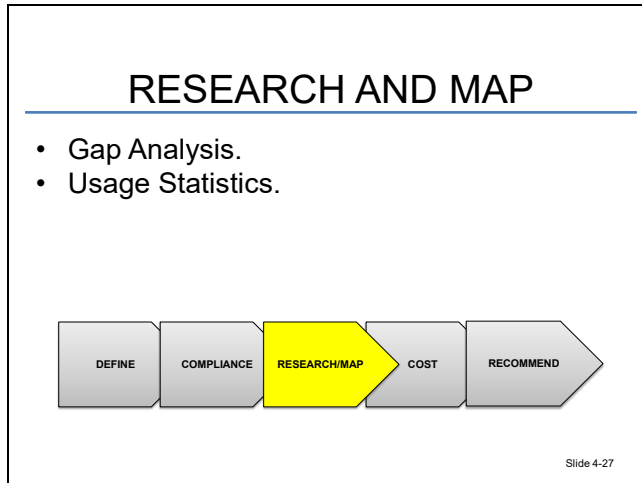 RESEARCH AND MAP
• Gap Analysis.
• Usage Statistics.
DEFINE
COMPLIANCE
RESEARCH/MAP
COST
RECOMMEND
Slide 4-27